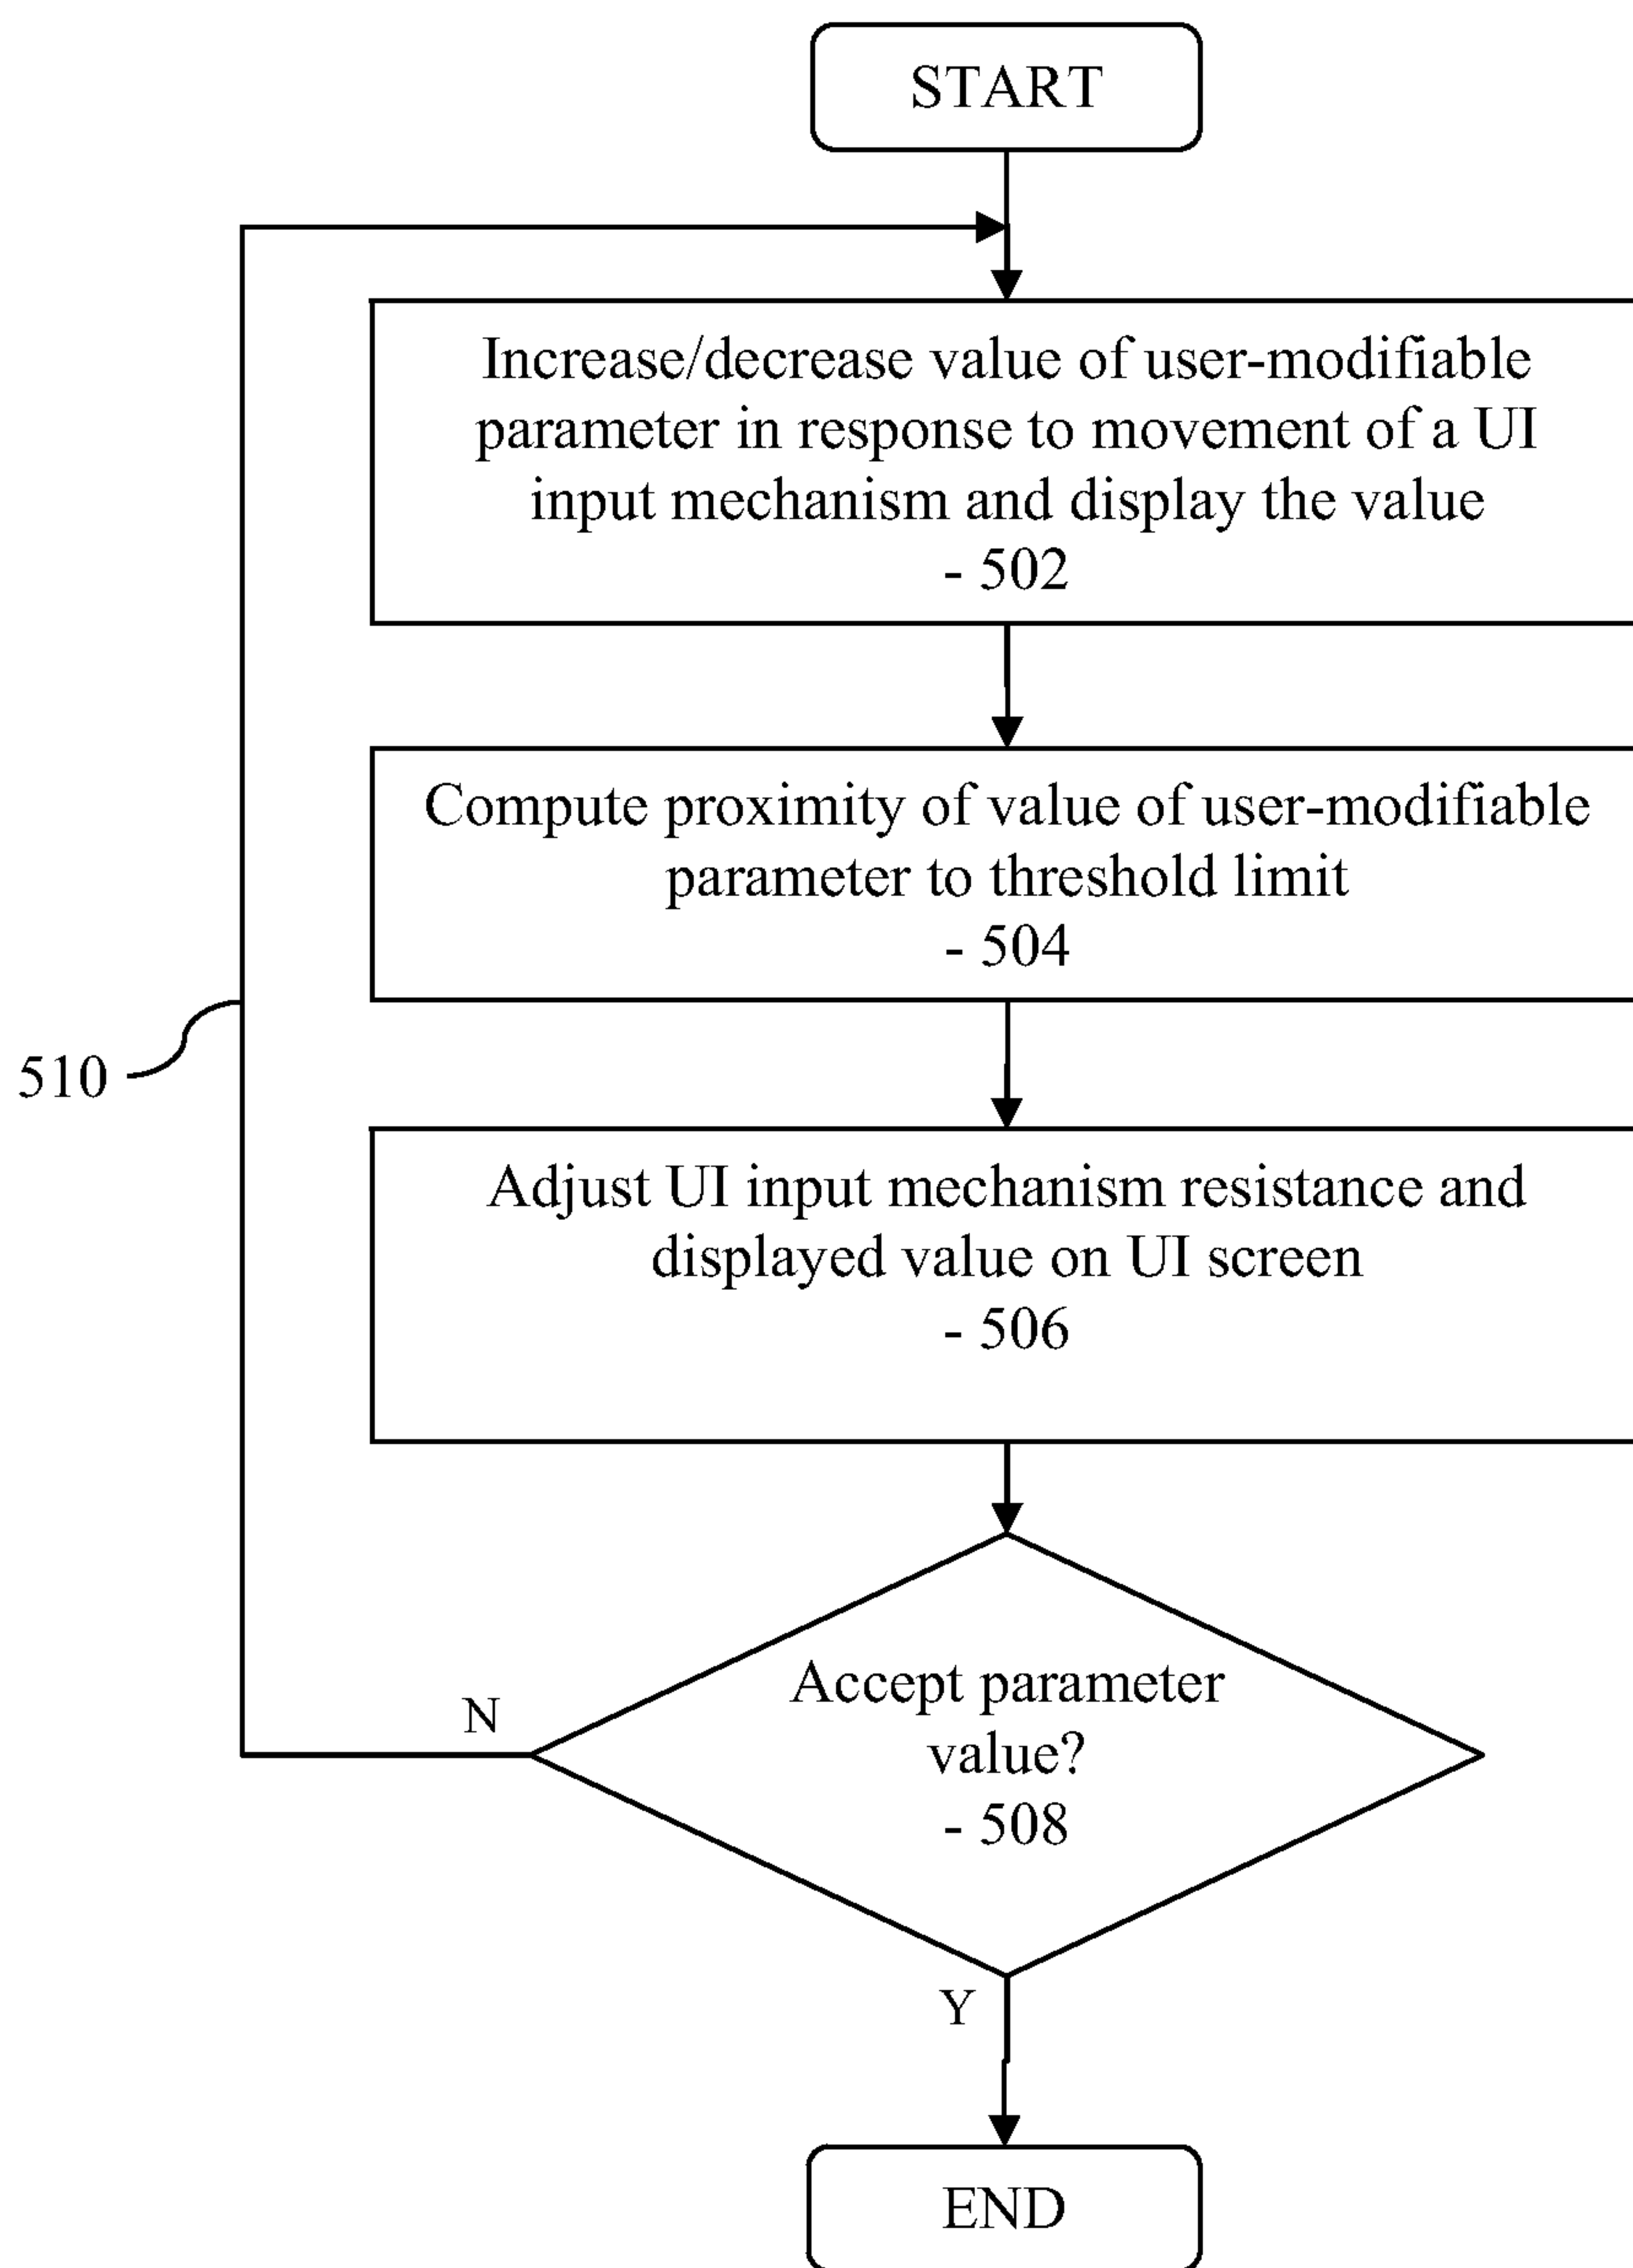 START
Increase/decrease value of user-modifiable
parameter in response to movement of a UI
input mechanism and display the value
- 502
Compute proximity of value of user-modifiable
parameter to threshold limit
- 504
510
Adjust UI input mechanism resistance and
displayed value on UI screen
- 506
Accept parameter
value?
- 508
N
Y
END